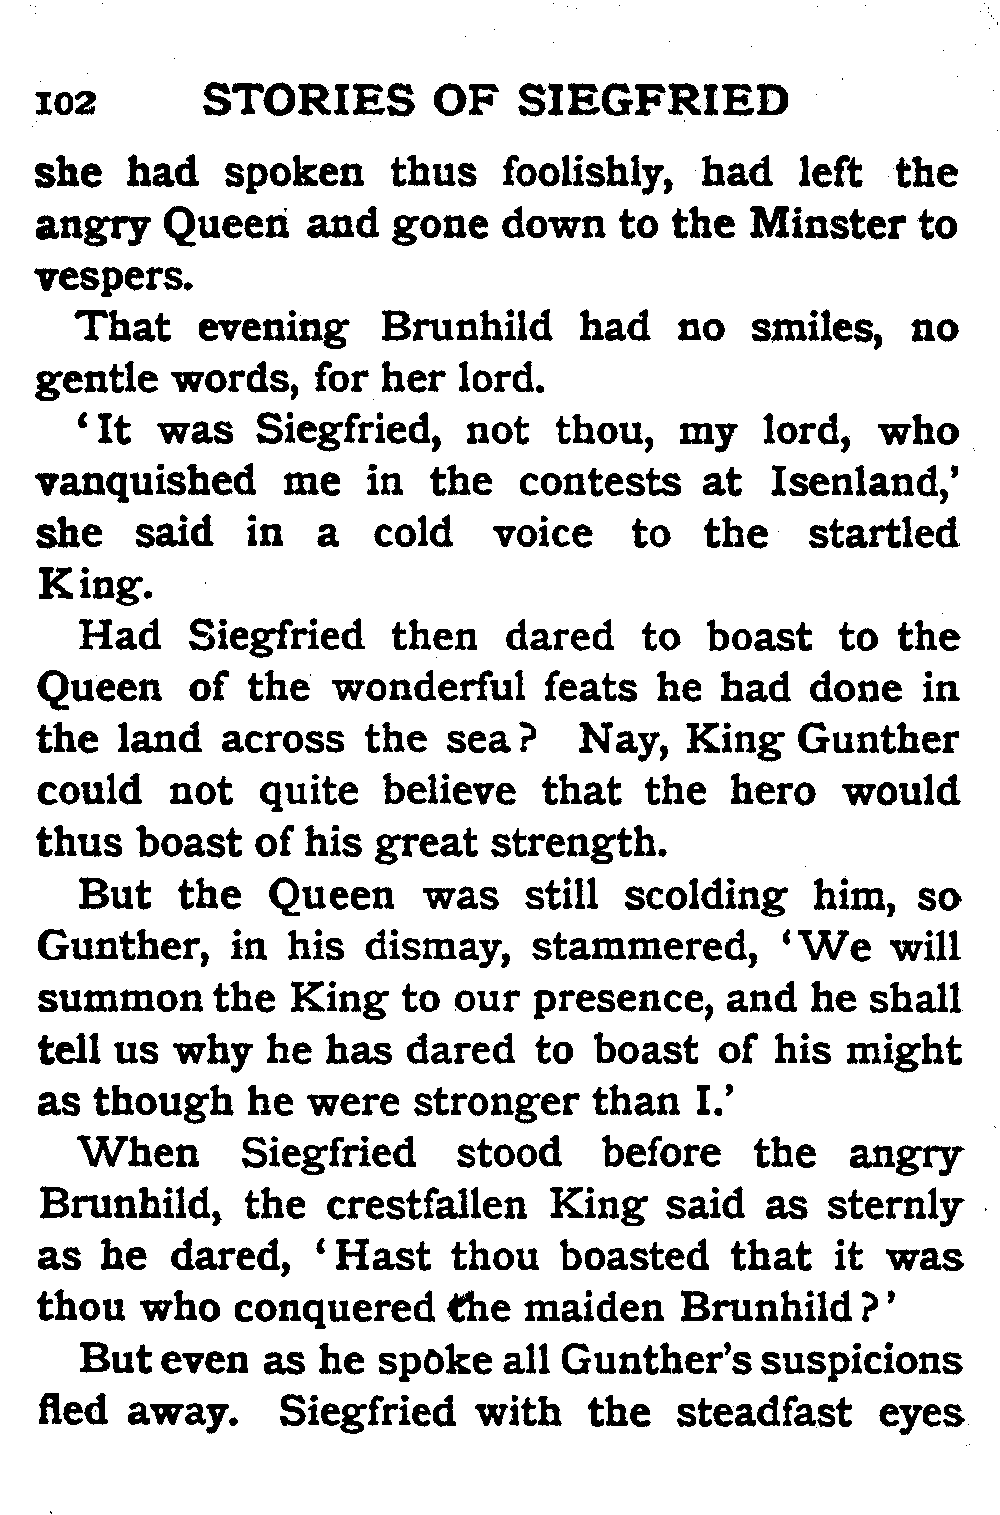 102 STORIES OF SIEGFRIED
she had spoken thus foolishly, had left the
angry Queen and gone down to the Minster to
vespers.
That evening Brunhild had no smiles, no
gentle words, for her lord.
‘It was Siegfried, not thou, my lord, who
vanquished me in the contests at Isenland,’
she said in a cold voice to the startled
King.
Had Siegfried then dared to boast to the
Queen of the wonderful feats he had done in
the land across the sea? Nay, King Gunther
could not quite believe that the hero would
thus boast of his great strength.
But the Queen was still scolding him, so
Gunther, in his dismay, stammered, ‘We will
summon the King to our presence, and he shall
tell us why he has dared to boast of his might
as though he were stronger than I.’
When Siegfried stood before the angry
Brunhild, the crestfallen King said as sternly
as he dared, ‘Hast thou boasted that it was
thou who conquered the maiden Brunhild?’
But even as he spoke all Gunther’s suspicions
fled away. Siegfried with the steadfast eyes